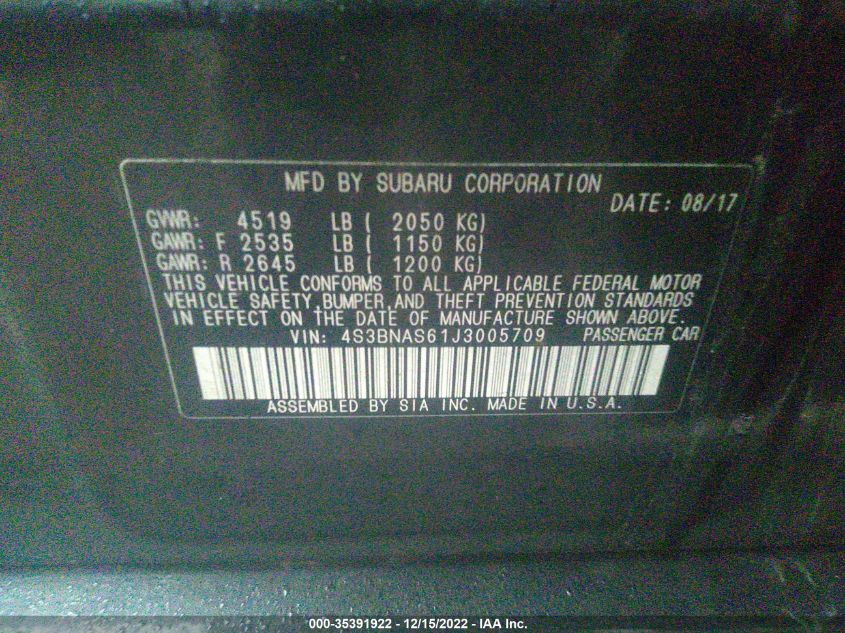 MFD BY SUBARU CORPORATION
DATE: 08/17
GVWR: 4519 LB ( 2050 KG)
GAWR: F 2535 LB ( 1150 KG)
GAWR: R 2645 LB ( 1200 KG)
THIS VEHICLE CONFORMS TO ALL APPLICABLE FEDERAL MOTOR
VEHICLE SAFETY, BUMPER, AND THEFT PREVENTION STANDARDS
IN EFFECT ON THE DATE OF MANUFACTURE SHOWN ABOVE.
VIN: 4S3BNAS61J3005709 PASSENGER CAR
ASSEMBLED BY SIA INC. MADE IN U.S.A.
000-35391922 - 12/15/2022 - IAA Inc.